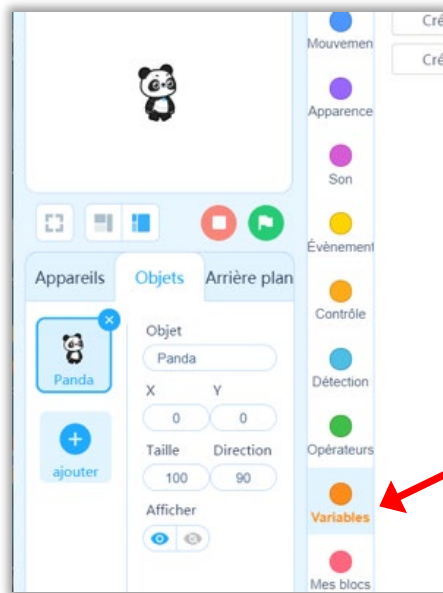 Mouvemen
Apparence
Son
Évènement
Contrôle
Détection
Opérateurs
Variables
Mes blocs
Cré
Cré
Appareils Objets Arrière plan
Panda
ajouter
Objet
Panda
X Y
0 0
Taille Direction
100 90
Afficher